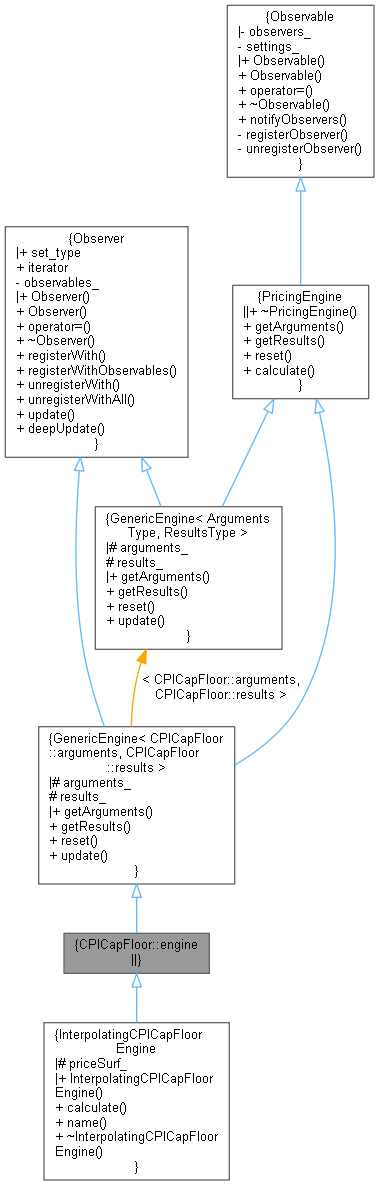 {Observable
|- observers_
- settings_
|+ Observable()
+ Observable()
+ operator=()
+ ~Observable()
+ notifyObservers()
- registerObserver()
- unregisterObserver()
}
{Observer
|+ set_type
+ iterator
- observables_
|+ Observer()
+ Observer()
+ operator=()
+ ~Observer()
+ registerWith()
+ registerWithObservables()
+ unregisterWith()
+ unregisterWithAll()
+ update()
+ deepUpdate()
}
{PricingEngine
||+ ~PricingEngine()
+ getArguments()
+ getResults()
+ reset()
+ calculate()
}
{GenericEngine< Arguments
Type, ResultsType >
|# arguments_
# results_
|+ getArguments()
+ getResults()
+ reset()
+ update()
}
< CPICapFloor::arguments,
CPICapFloor::results >
{GenericEngine< CPICapFloor
::arguments, CPICapFloor
::results >
|# arguments_
# results_
|+ getArguments()
+ getResults()
+ reset()
+ update()
}
{CPICapFloor::engine
||}
{InterpolatingCPICapFloor
Engine
|# priceSurf_
|+ InterpolatingCPICapFloor
Engine()
+ calculate()
+ name()
+ ~InterpolatingCPICapFloor
Engine()
}